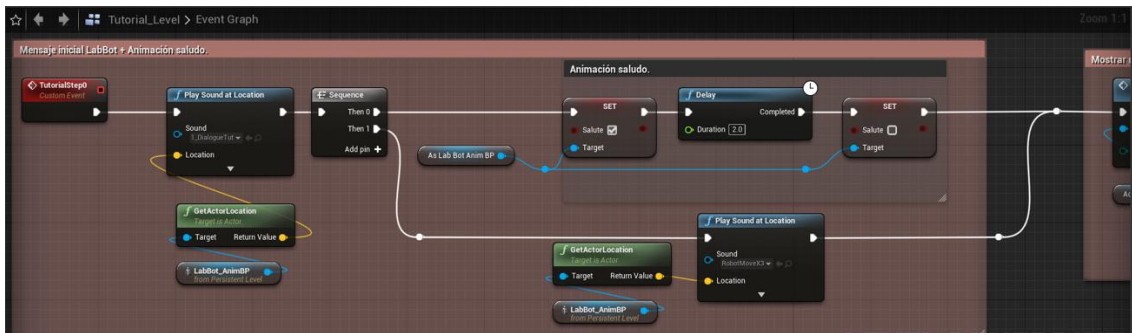 Tutorial_Level > Event Graph
Zoom 1:1
Mensaje inicial LabBot + Animación saludo.
TutorialStep0
Custom Event
Play Sound at Location
Sound
1_DialogueTut
Location
GetActorLocation
Target is Actor
Target Return Value
LabBot_AnimBP
from Persistent Level
Sequence
Then 0
Then 1
Add pin +
As Lab Bot Anim BP
Animación saludo.
SET
Salute
Target
Delay
Completed
Duration 2.0
SET
Salute
Target
GetActorLocation
Target is Actor
Target Return Value
LabBot_AnimBP
from Persistent Level
Play Sound at Location
Sound
Location
Mostrar